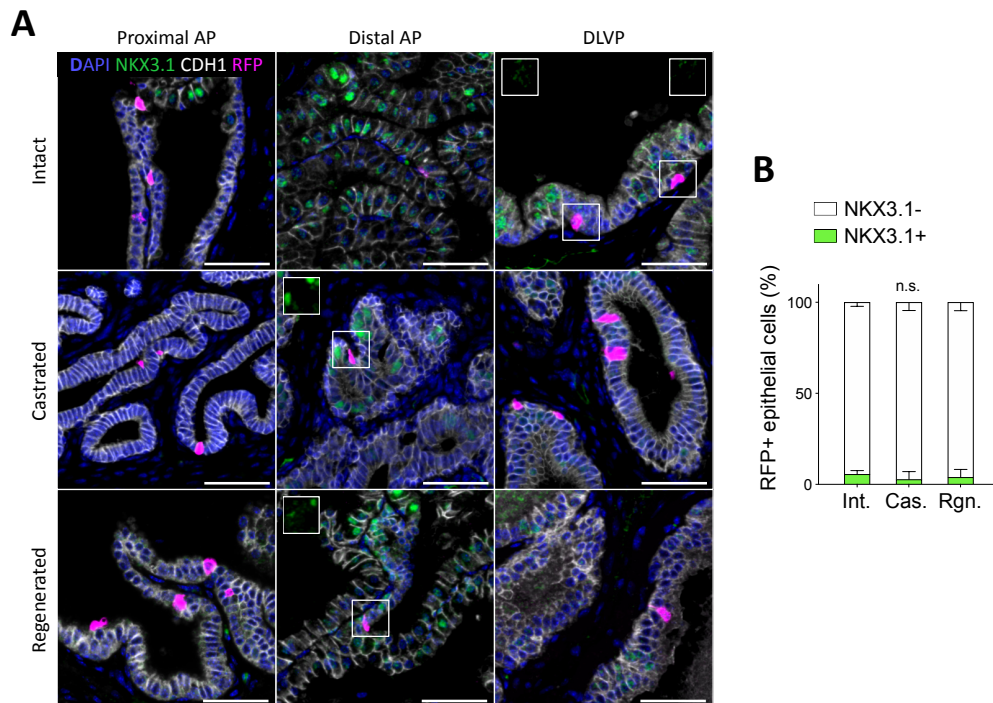 A
Proximal AP
Distal AP
DLVP
DAPI NKX3.1 CDH1 RFP
Intact
Castrated
Regenerated
B
NKX3.1-
NKX3.1+
RFP+ epithelial cells (%)
n.s.
100
50
0
Int.
Cas.
Rgn.